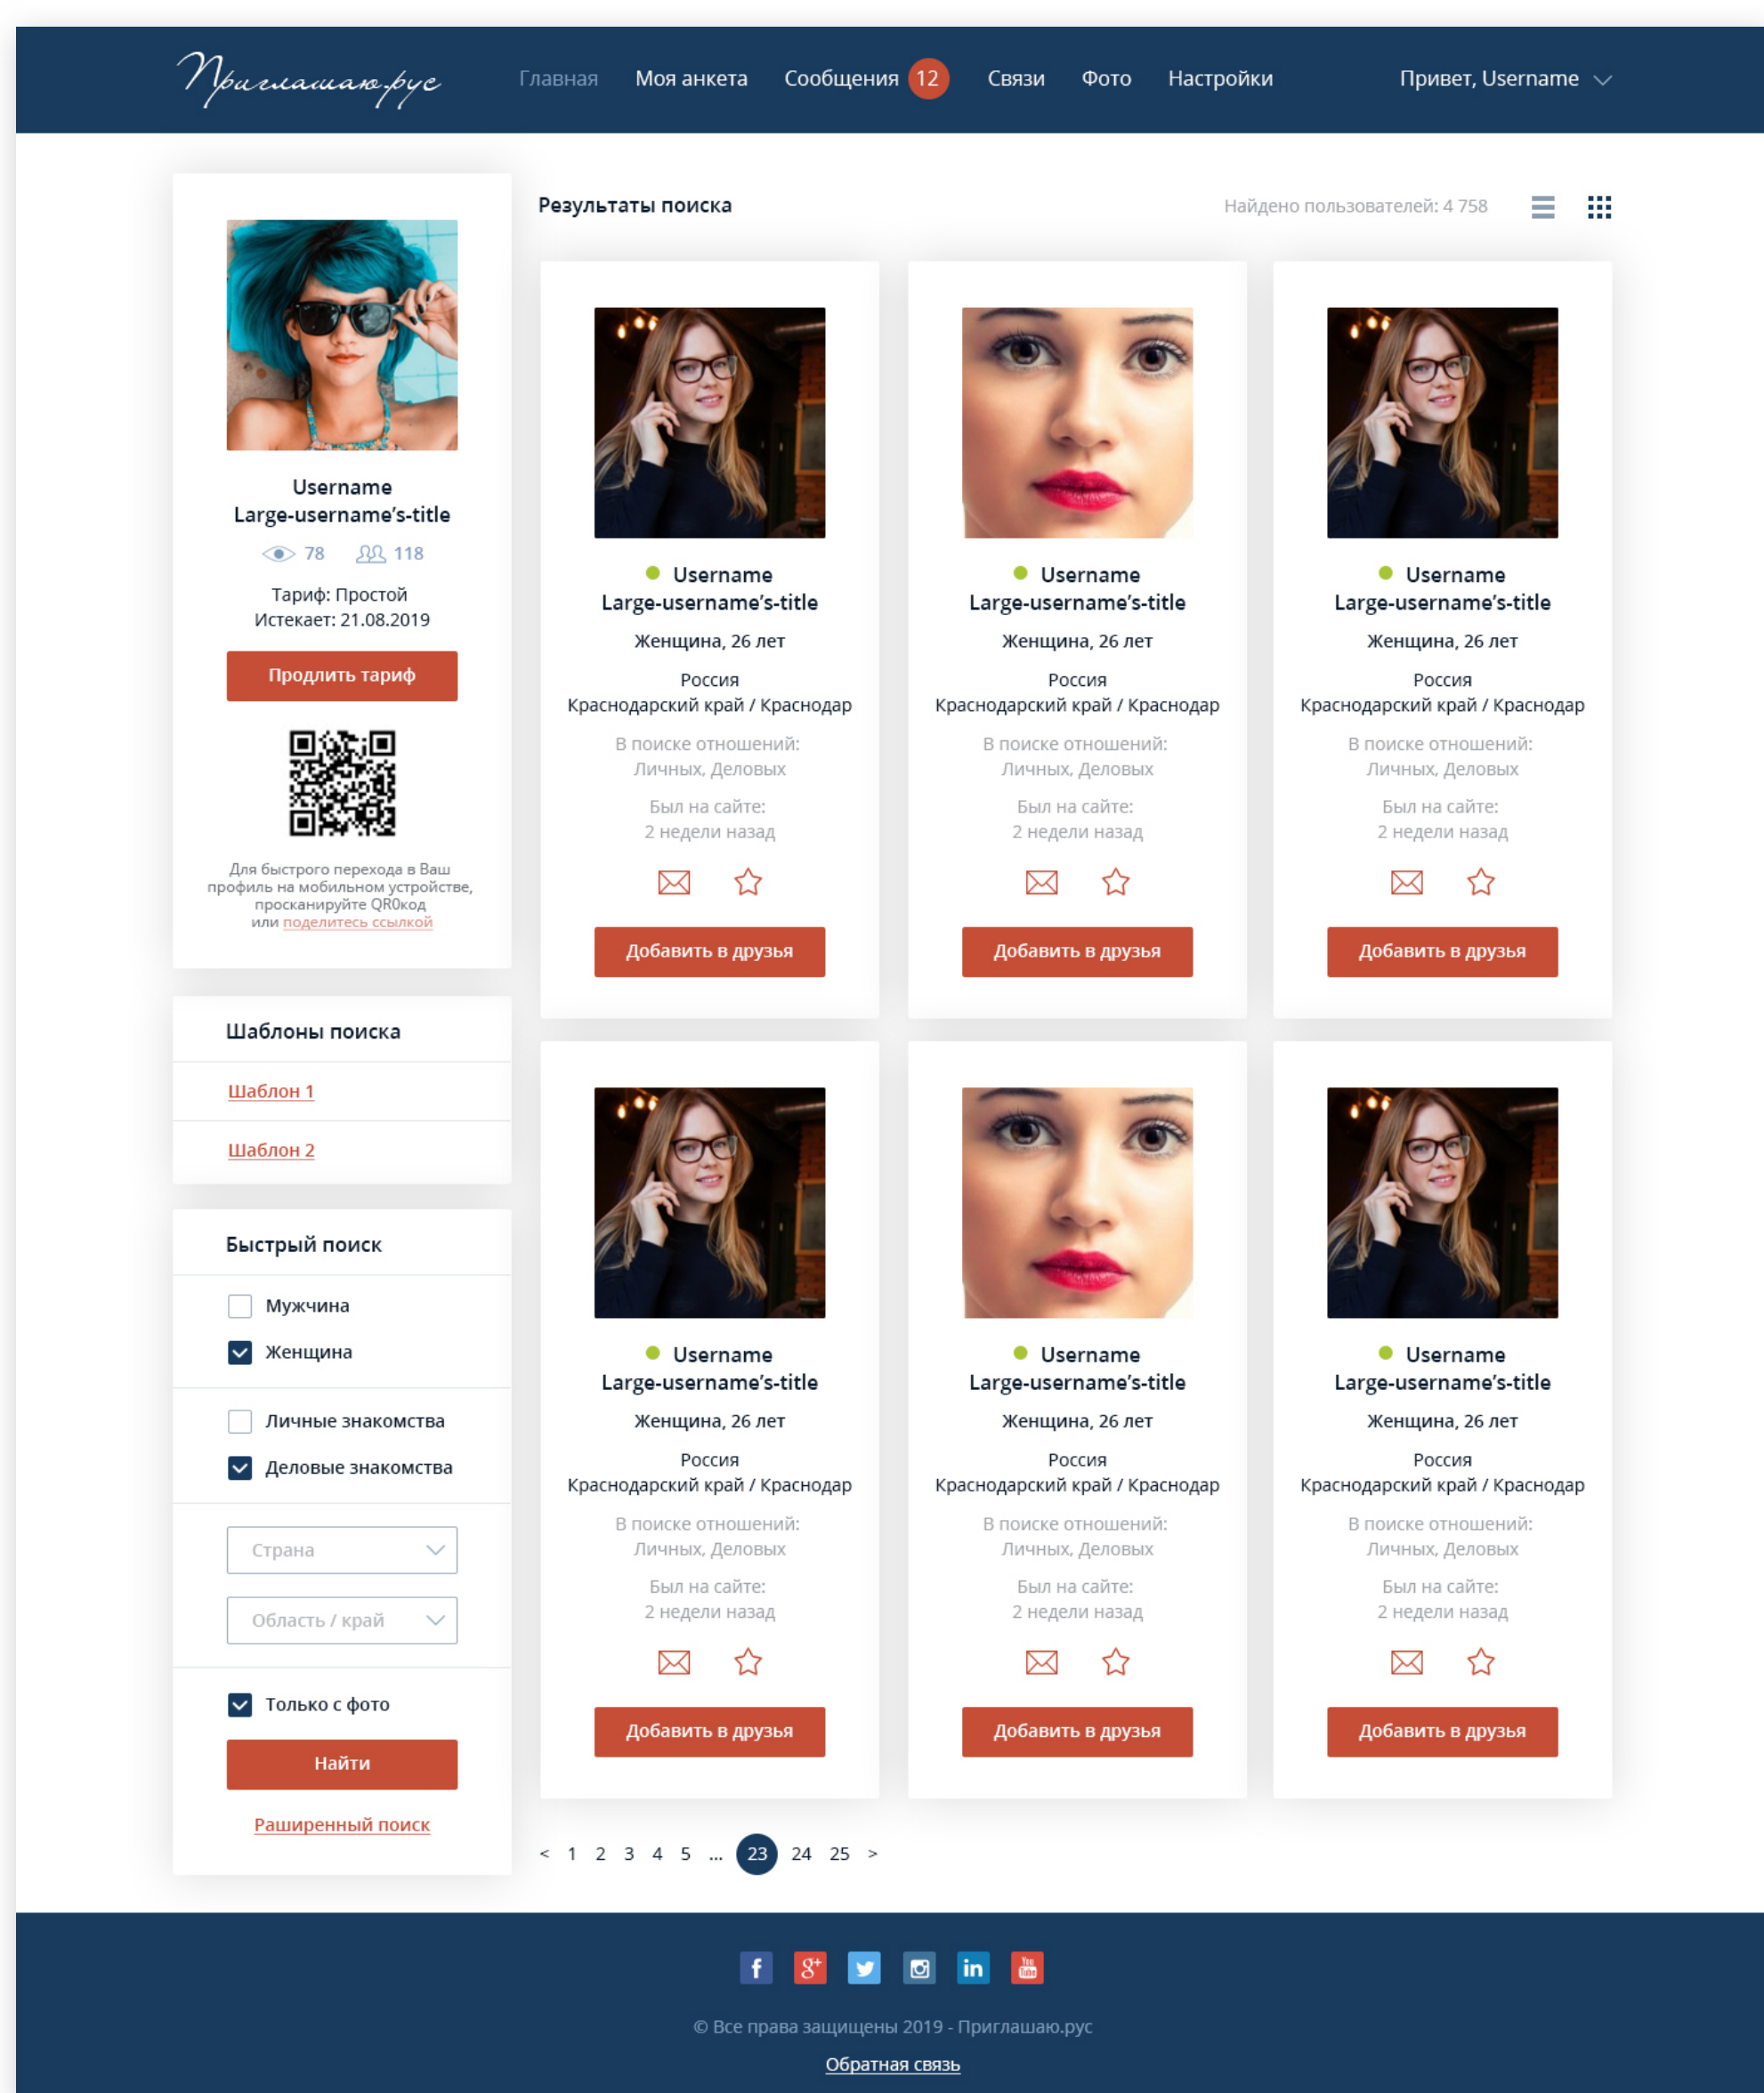 Приглашаю.рус
Главная Моя анкета Сообщения 12 Связи Фото Настройки Привет, Username
Username
Large-username’s-title
78 118
Тариф: Простой
Истекает: 21.08.2019
Продлить тариф
Для быстрого перехода в Ваш
профиль на мобильном устройстве,
просканируйте QR0код
или поделитесь ссылкой
Шаблоны поиска
Шаблон 1
Шаблон 2
Быстрый поиск
Мужчина
Женщина
Личные знакомства
Деловые знакомства
Страна
Область / край
Только с фото
Найти
Раширенный поиск
Результаты поиска Найдено пользователей: 4 758
Username
Large-username’s-title
Женщина, 26 лет
Россия
Краснодарский край / Краснодар
В поиске отношений:
Личных, Деловых
Был на сайте:
2 недели назад
Добавить в друзья
Username
Large-username’s-title
Женщина, 26 лет
Россия
Краснодарский край / Краснодар
В поиске отношений:
Личных, Деловых
Был на сайте:
2 недели назад
Добавить в друзья
Username
Large-username’s-title
Женщина, 26 лет
Россия
Краснодарский край / Краснодар
В поиске отношений:
Личных, Деловых
Был на сайте:
2 недели назад
Добавить в друзья
Username
Large-username’s-title
Женщина, 26 лет
Россия
Краснодарский край / Краснодар
В поиске отношений:
Личных, Деловых
Был на сайте:
2 недели назад
Добавить в друзья
Username
Large-username’s-title
Женщина, 26 лет
Россия
Краснодарский край / Краснодар
В поиске отношений:
Личных, Деловых
Был на сайте:
2 недели назад
Добавить в друзья
Username
Large-username’s-title
Женщина, 26 лет
Россия
Краснодарский край / Краснодар
В поиске отношений:
Личных, Деловых
Был на сайте:
2 недели назад
Добавить в друзья
< 1 2 3 4 5 ... 23 24 25 >
f g+ in You Tube
© Все права защищены 2019 - Приглашаю.рус
Обратная связь